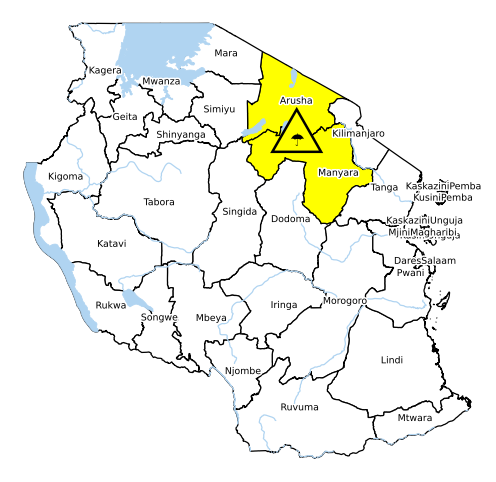 Mara
Kagera
Mwanza
Arusha
Simiyu
Geita
Shinyanga
Kilimanjaro
Manyara
Kigoma
Tanga
KaskaziniPemba
KusiniPemba
Tabora
Singida
Dodoma
KaskaziniUnguja
MjiniMagharibi
Katavi
DaresSalaam
Pwani
Rukwa
Songwe
Mbeya
Iringa
Morogoro
Lindi
Njombe
Ruvuma
Mtwara